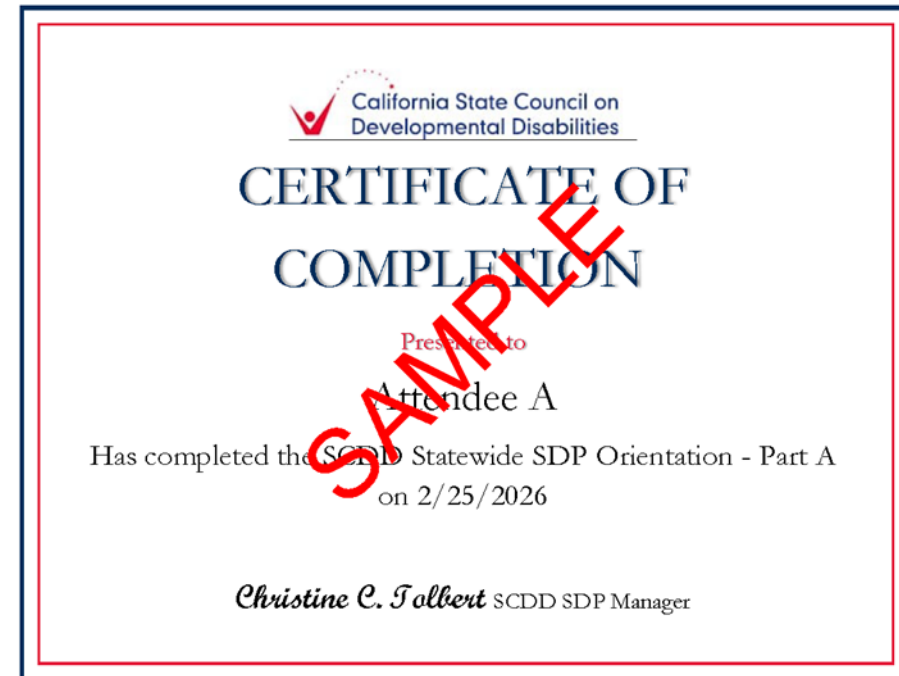 California State Council on
Developmental Disabilities
CERTIFICATE OF
COMPLETION
Presented to
Attendee A
Has completed the SCDD Statewide SDP Orientation - Part A
on 2/25/2026
Christine C. Tolbert SCDD SDP Manager
SAMPLE